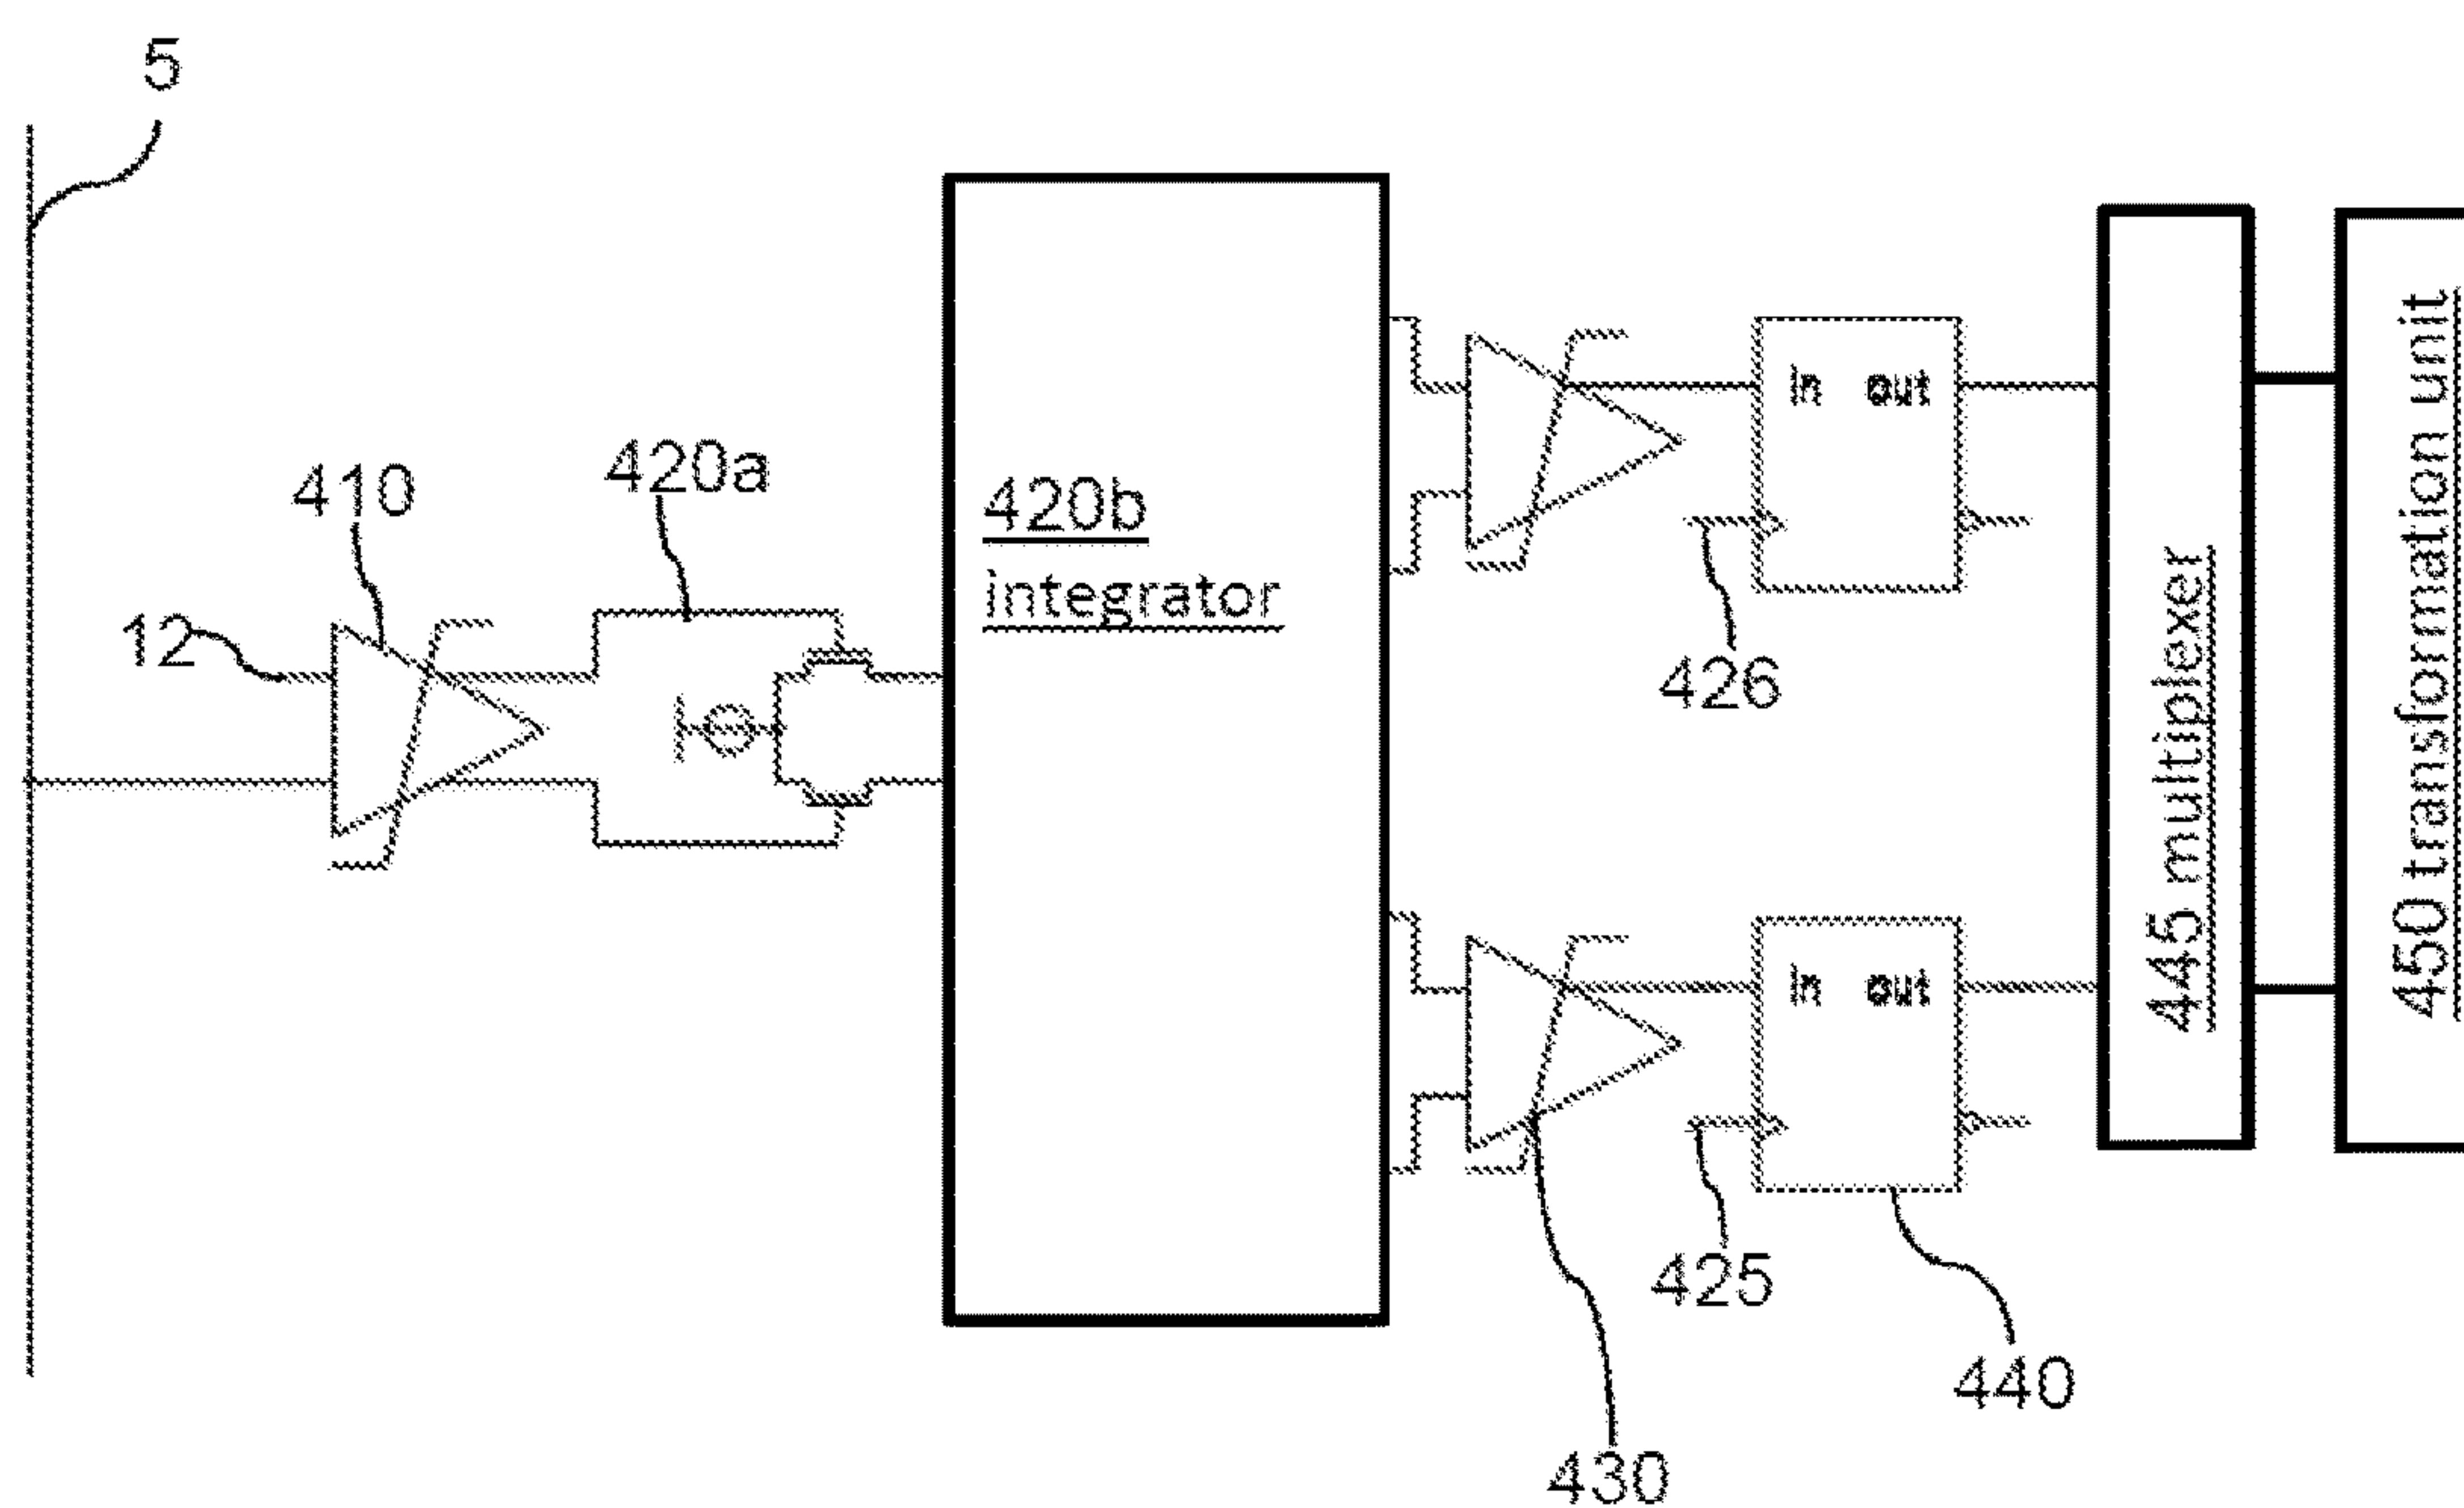 5
410
420a
12
420b
integrator
In out
426
In out
425
440
430
445 multiplexer
450 transformation unit